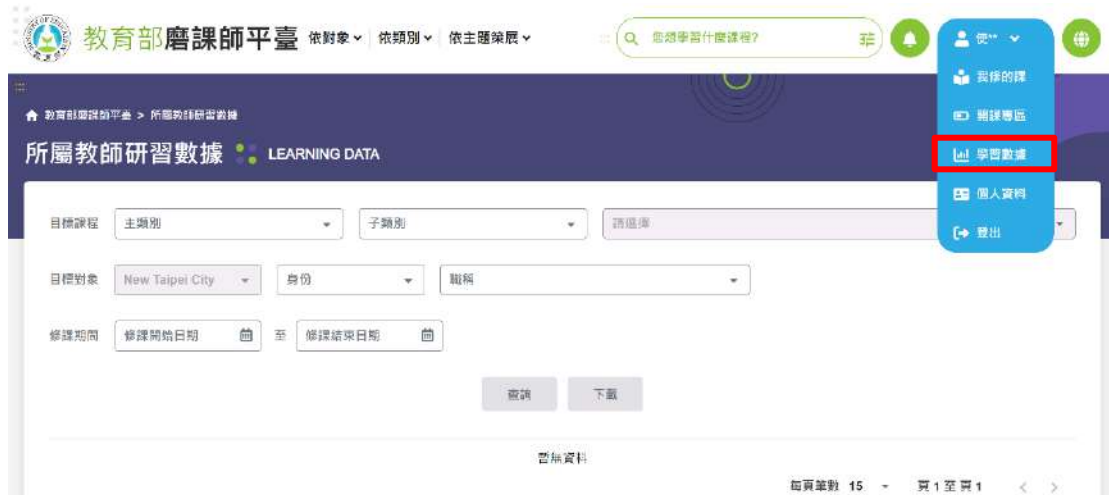 教育部磨課師平臺 依對象 依類別 依主題策展 您想學習什麼課程? 使**
我修的課
教育部磨課師平臺 > 所屬教師研習數據
開課專區
所屬教師研習數據 LEARNING DATA
學習數據
個人資料
目標課程 主類別 子類別 請選擇
登出
目標對象 New Taipei City 身份 職稱
修課期間 修課開始日期 至 修課結束日期
查詢 下載
暫無資料
每頁筆數 15 頁1至頁1